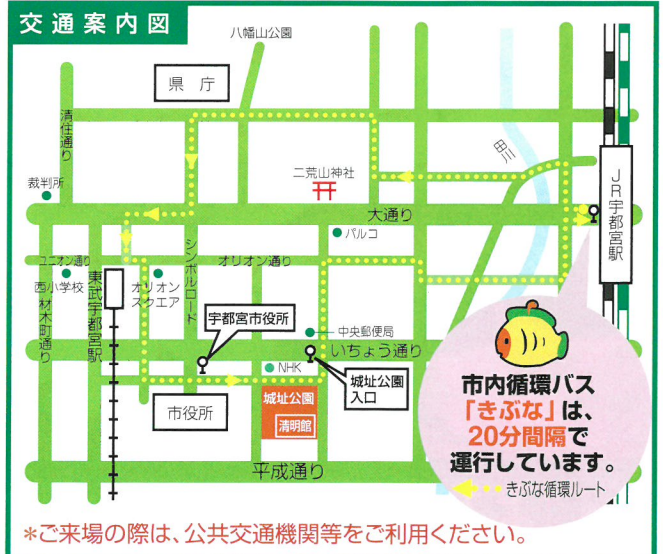 交通案内図
八幡山公園
県庁
清住通り
田川
裁判所
二荒山神社
JR宇都宮駅
大通り
パルコ
シンボルロード
ユニオン通り
オリオン通り
西小学校
オリオン
スクエア
東武宇都宮駅
材木町通り
宇都宮市役所
中央郵便局
いちょう通り
NHK
城址公園
入口
城址公園
清明館
市役所
平成通り
市内循環バス
「きぶな」は、
20分間隔で
運行しています。
きぶな循環ルート
*ご来場の際は、公共交通機関等をご利用ください。